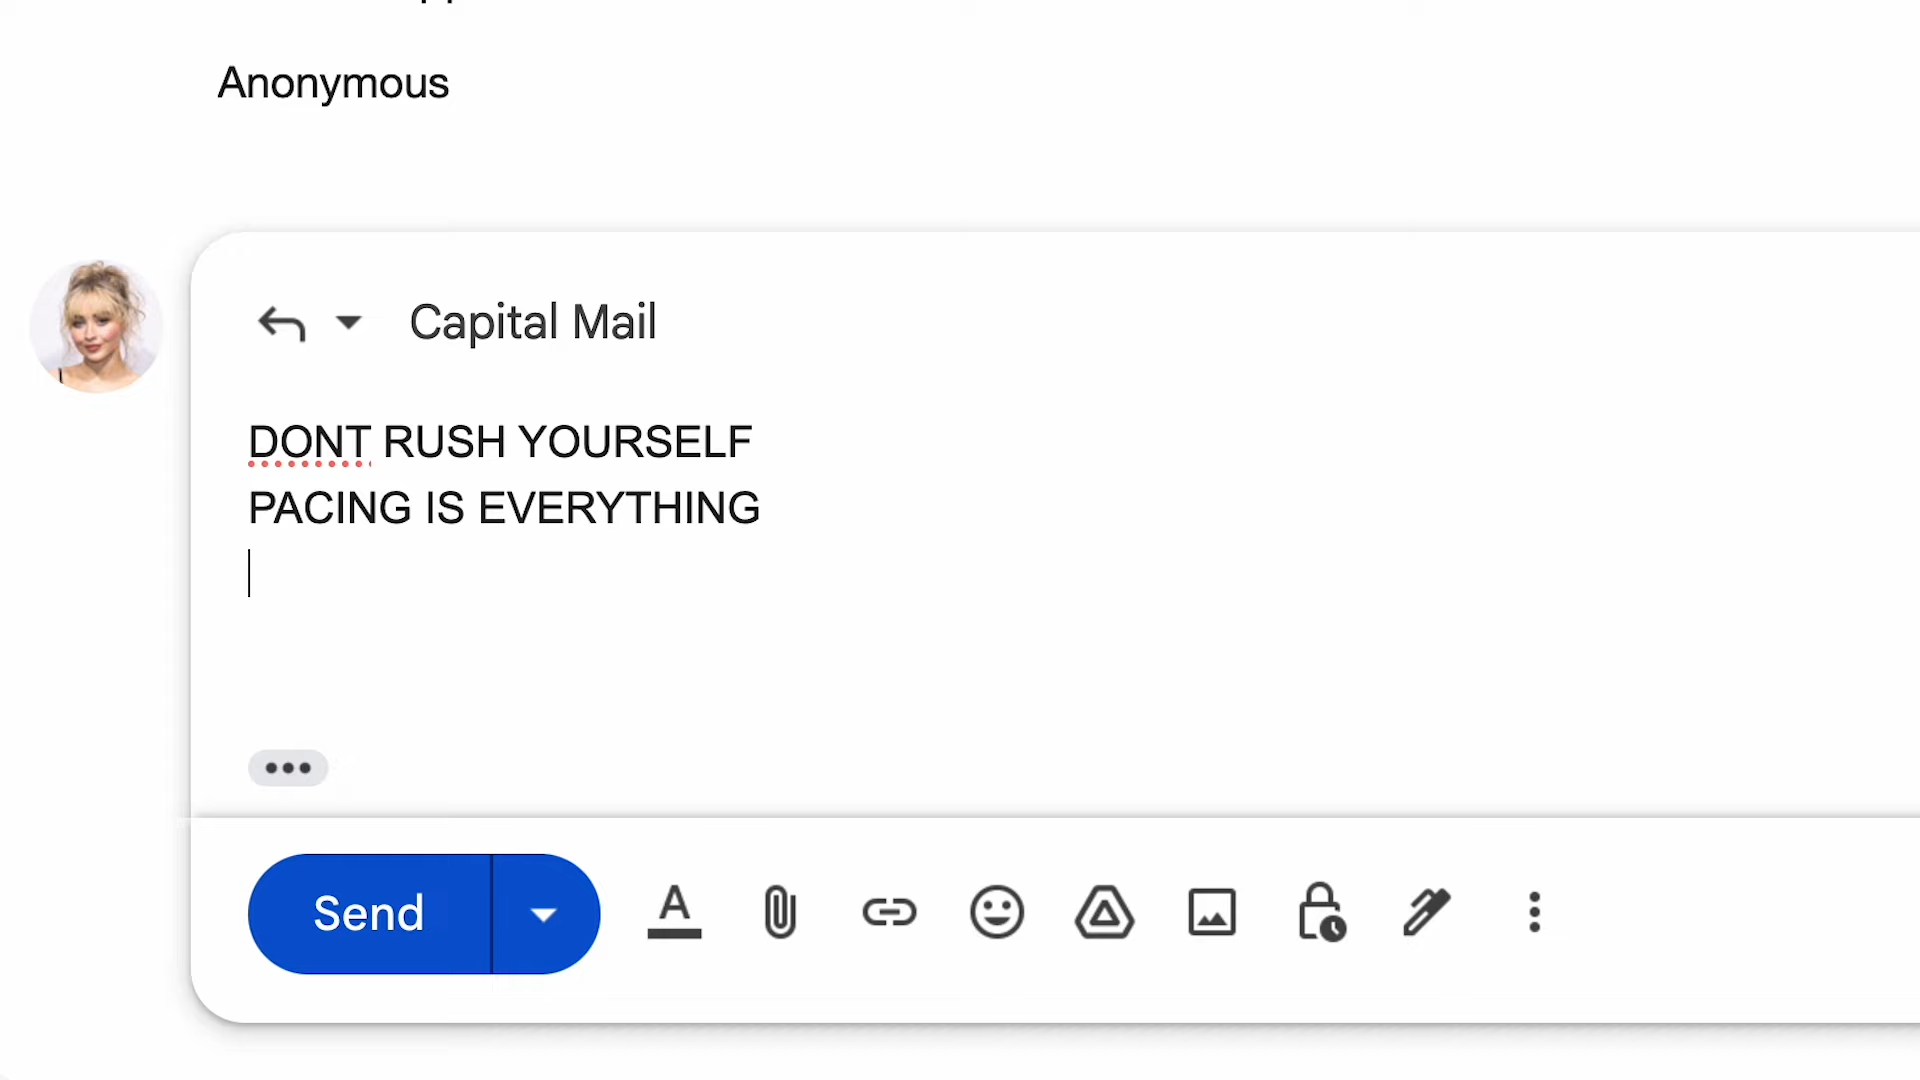 Anonymous
Capital Mail
DONT RUSH YOURSELF
PACING IS EVERYTHING
Send